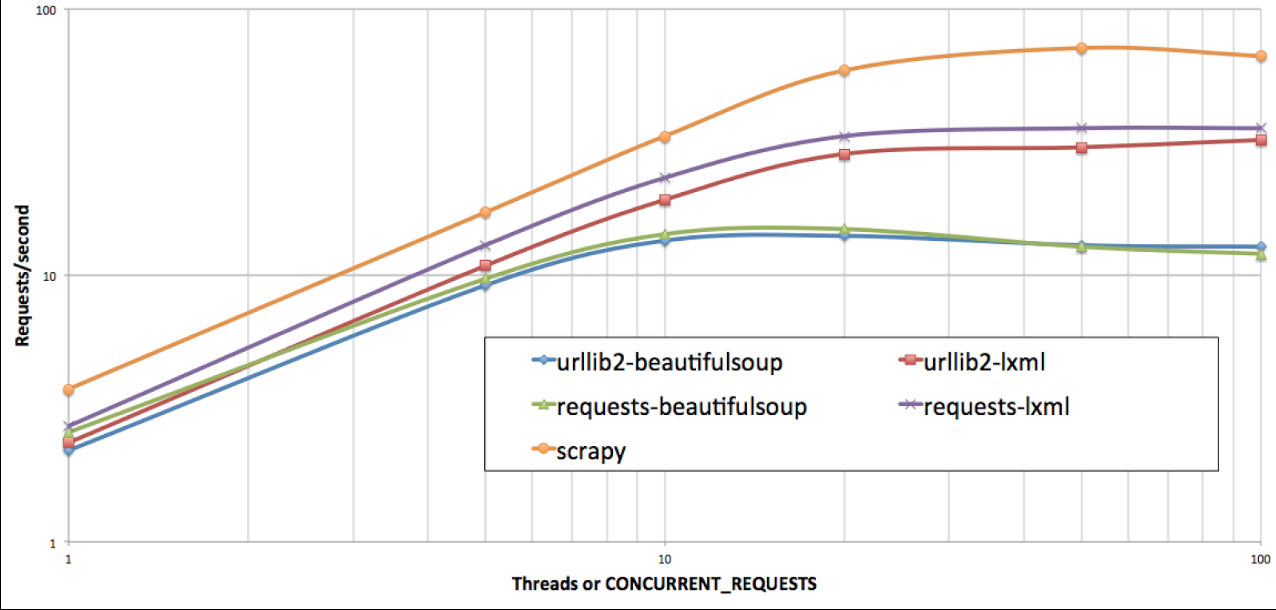 100
Requests/second
10
urllib2-beautifulsoup urllib2-lxml
requests-beautifulsoup requests-lxml
scrapy
1
1 10 100
Threads or CONCURRENT_REQUESTS